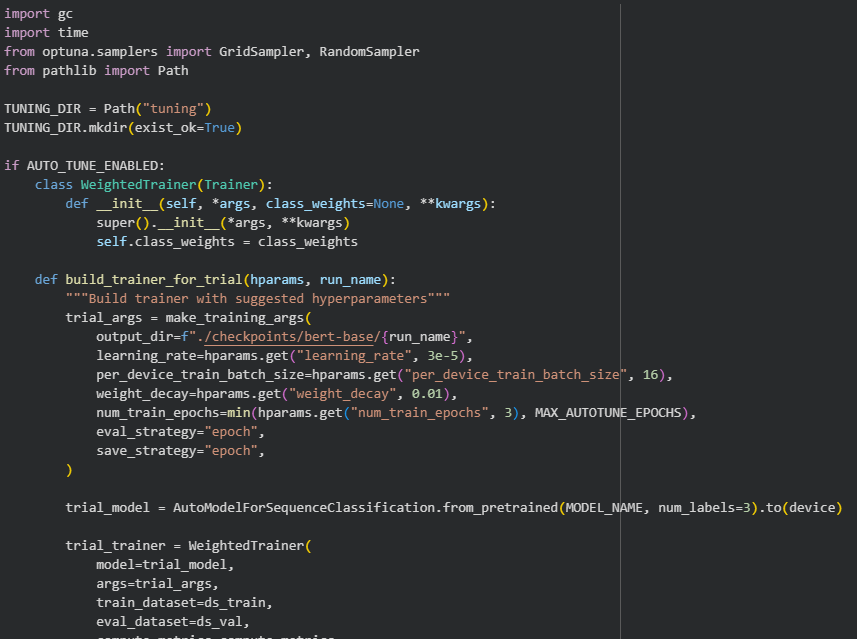 import gc
import time
from optuna.samplers import GridSampler, RandomSampler
from pathlib import Path

TUNING_DIR = Path("tuning")
TUNING_DIR.mkdir(exist_ok=True)

if AUTO_TUNE_ENABLED:
    class WeightedTrainer(Trainer):
        def __init__(self, *args, class_weights=None, **kwargs):
            super().__init__(*args, **kwargs)
            self.class_weights = class_weights

    def build_trainer_for_trial(hparams, run_name):
        """Build trainer with suggested hyperparameters"""
        trial_args = make_training_args(
            output_dir=f"./checkpoints/bert-base/{run_name}",
            learning_rate=hparams.get("learning_rate", 3e-5),
            per_device_train_batch_size=hparams.get("per_device_train_batch_size", 16),
            weight_decay=hparams.get("weight_decay", 0.01),
            num_train_epochs=min(hparams.get("num_train_epochs", 3), MAX_AUTOTUNE_EPOCHS),
            eval_strategy="epoch",
            save_strategy="epoch",
        )

        trial_model = AutoModelForSequenceClassification.from_pretrained(MODEL_NAME, num_labels=3).to(device)

        trial_trainer = WeightedTrainer(
            model=trial_model,
            args=trial_args,
            train_dataset=ds_train,
            eval_dataset=ds_val,